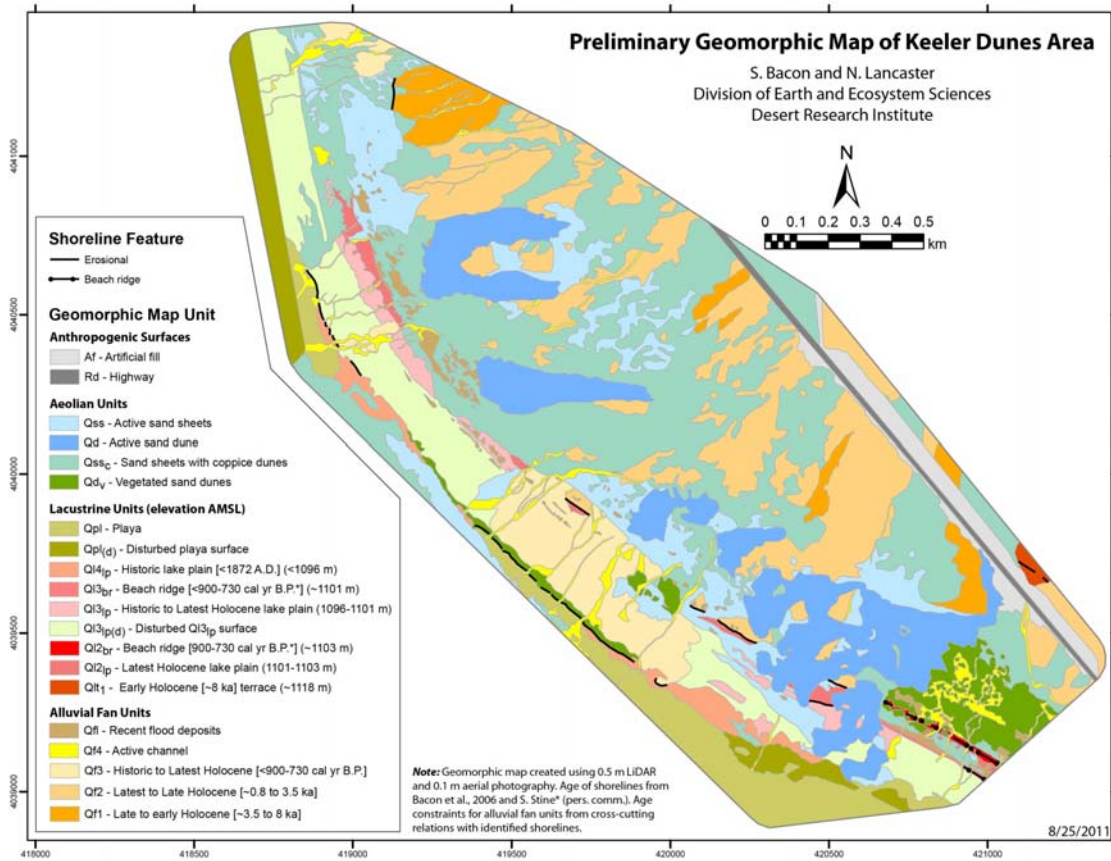 Preliminary Geomorphic Map of Keeler Dunes Area
S. Bacon and N. Lancaster
Division of Earth and Ecosystem Sciences
Desert Research Institute
N
0 0.1 0.2 0.3 0.4 0.5
km
418000 418500 419000 419500 420000 420500 421000
4041000
4040500
4040000
4039500
4039000
Shoreline Feature
Erosional
Beach ridge
Geomorphic Map Unit
Anthropogenic Surfaces
Af - Artificial fill
Rd - Highway
Aeolian Units
Qss - Active sand sheets
Qd - Active sand dune
Qssc - Sand sheets with coppice dunes
Qdv - Vegetated sand dunes
Lacustrine Units (elevation AMSL)
Qpl - Playa
Qpl(d) - Disturbed playa surface
Ql4lp - Historic lake plain [<1872 A.D.] (<1096 m)
Ql3br - Beach ridge [<900-730 cal yr B.P.*] (~1101 m)
Ql3lp - Historic to Latest Holocene lake plain (1096-1101 m)
Ql3lp(d) - Disturbed Ql3lp surface
Ql2br - Beach ridge [900-730 cal yr B.P.*] (~1103 m)
Ql2lp - Latest Holocene lake plain (1101-1103 m)
Qlt1 - Early Holocene [~8 ka] terrace (~1118 m)
Alluvial Fan Units
Qfl - Recent flood deposits
Qf4 - Active channel
Qf3 - Historic to Latest Holocene [<900-730 cal yr B.P.]
Qf2 - Latest to Late Holocene [~0.8 to 3.5 ka]
Qf1 - Late to early Holocene [~3.5 to 8 ka]
Note: Geomorphic map created using 0.5 m LiDAR
and 0.1 m aerial photography. Age of shorelines from
Bacon et al., 2006 and S. Stine* (pers. comm.). Age
constraints for alluvial fan units from cross-cutting
relations with identified shorelines.
8/25/2011
418000 418500 419000 419500 420000 420500 421000